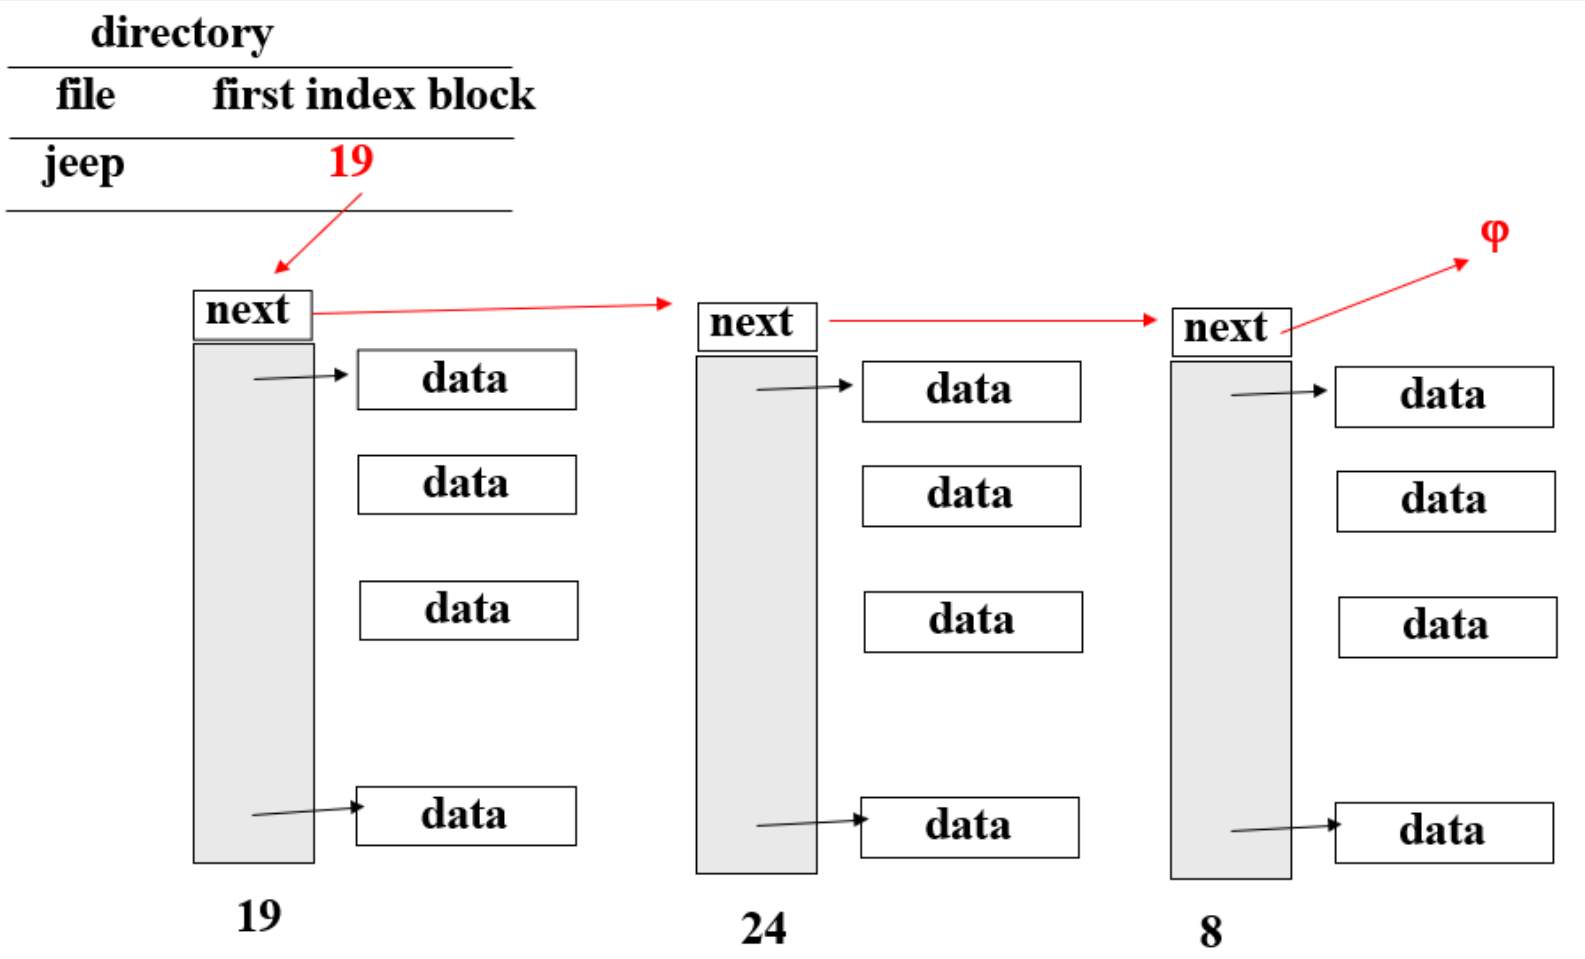 directory
file first index block
jeep 19
φ
next next next
data data data
data data data
data data data
data data data
19 24 8